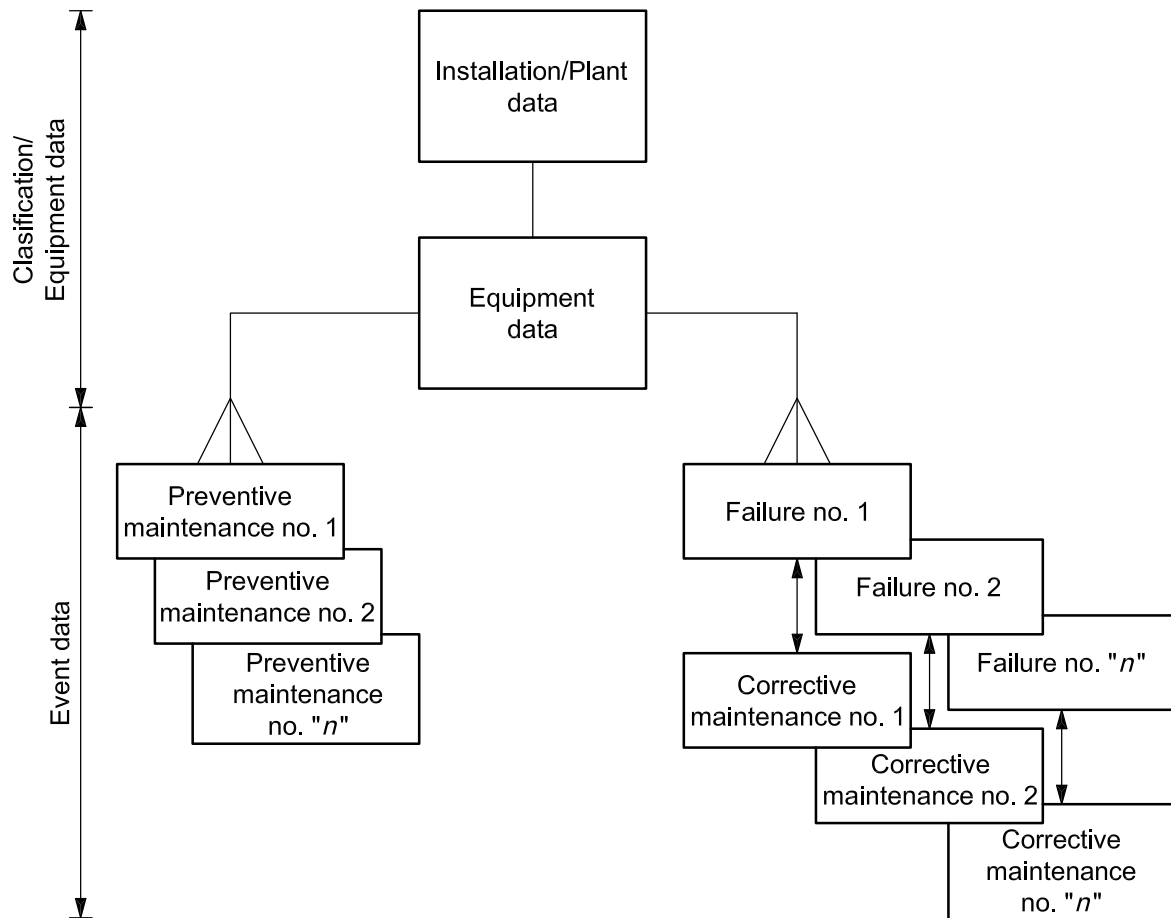 Installation/Plant
data
Clasification/
Equipment data
Equipment
data
Event data
Preventive
maintenance no. 1
Preventive
maintenance no. 2
Preventive
maintenance
no. "n"
Failure no. 1
Failure no. 2
Failure no. "n"
Corrective
maintenance no. 1
Corrective
maintenance no. 2
Corrective
maintenance
no. "n"